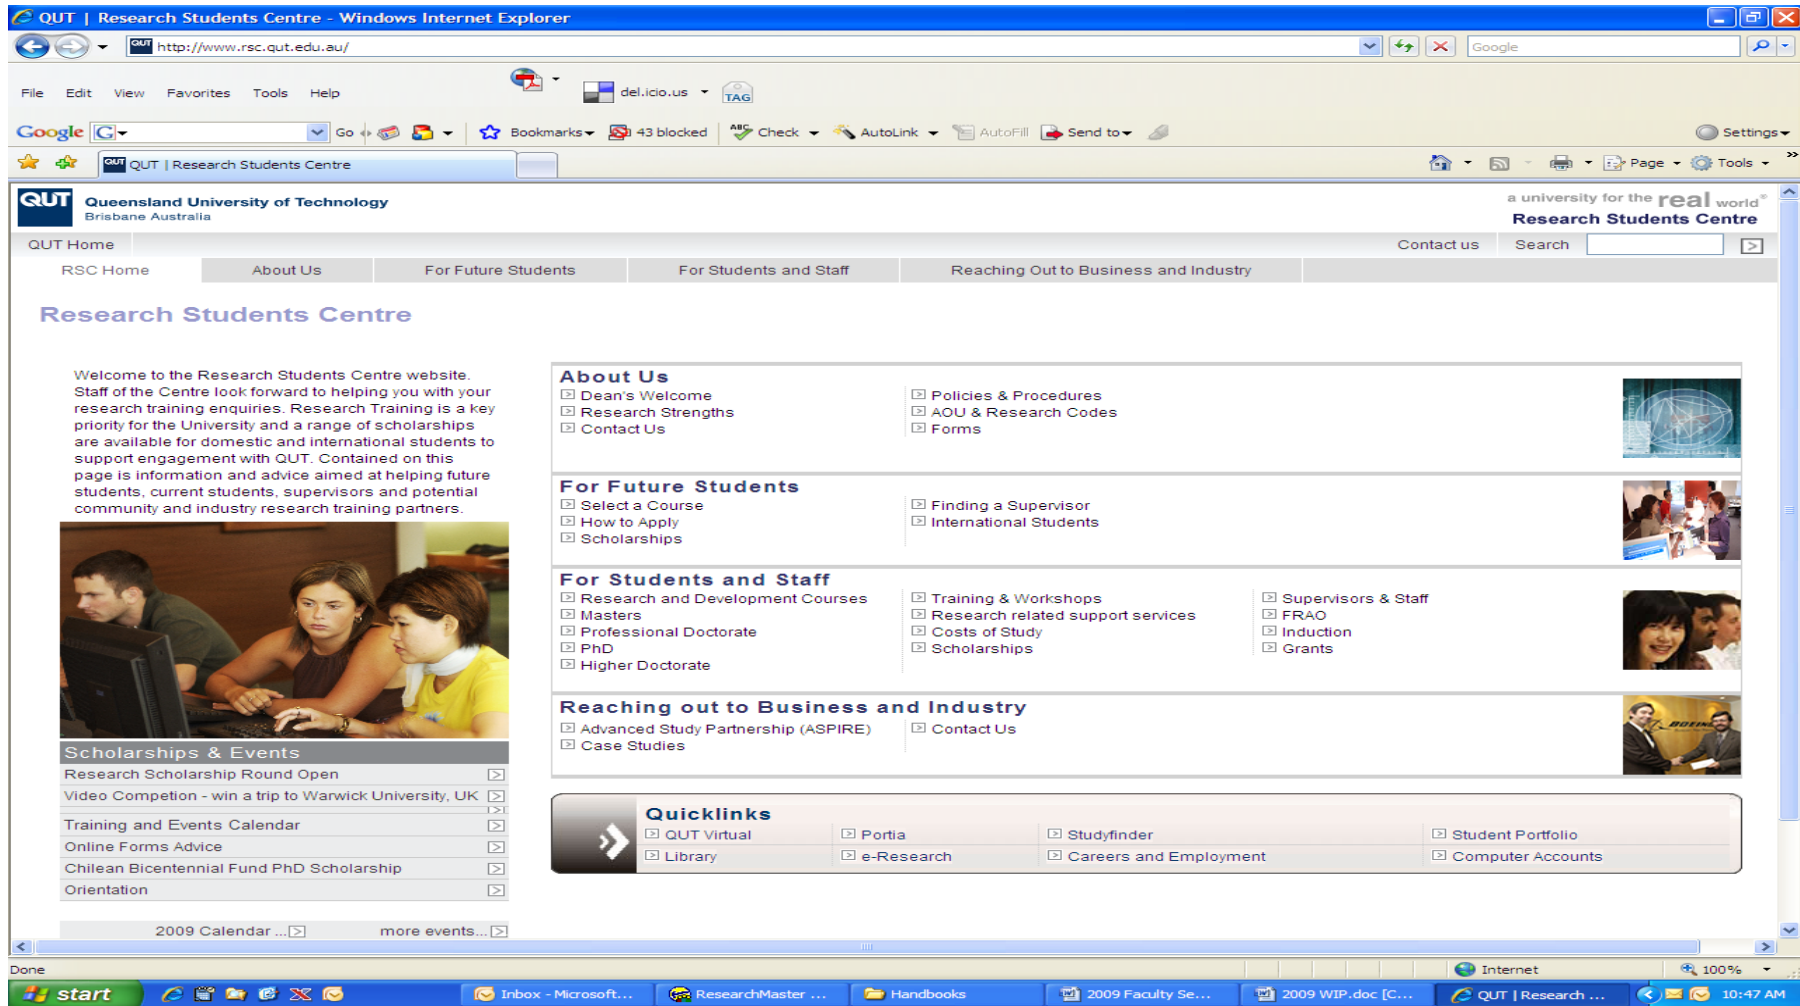 QUT | Research Students Centre - Windows Internet Explorer
QUT http://www.rsc.qut.edu.au/
Google
File Edit View Favorites Tools Help
del.icio.us TAG
Google G Go Bookmarks 43 blocked ABC Check AutoLink AutoFill Send to Settings
QUT QUT | Research Students Centre
Page Tools »
QUT Queensland University of Technology
Brisbane Australia
a university for the real world®
Research Students Centre
QUT Home Contact us Search
RSC Home About Us For Future Students For Students and Staff Reaching Out to Business and Industry
Research Students Centre
Welcome to the Research Students Centre website.
Staff of the Centre look forward to helping you with your
research training enquiries. Research Training is a key
priority for the University and a range of scholarships
are available for domestic and international students to
support engagement with QUT. Contained on this
page is information and advice aimed at helping future
students, current students, supervisors and potential
community and industry research training partners.
Scholarships & Events
Research Scholarship Round Open
Video Competion - win a trip to Warwick University, UK
Training and Events Calendar
Online Forms Advice
Chilean Bicentennial Fund PhD Scholarship
Orientation
2009 Calendar ... more events...
About Us
Dean's Welcome Policies & Procedures
Research Strengths AOU & Research Codes
Contact Us Forms
For Future Students
Select a Course Finding a Supervisor
How to Apply International Students
Scholarships
For Students and Staff
Research and Development Courses Training & Workshops Supervisors & Staff
Masters Research related support services FRAO
Professional Doctorate Costs of Study Induction
PhD Scholarships Grants
Higher Doctorate
Reaching out to Business and Industry
Advanced Study Partnership (ASPIRE) Contact Us
Case Studies
BOEING
Quicklinks
QUT Virtual Portia Studyfinder Student Portfolio
Library e-Research Careers and Employment Computer Accounts
Done Internet 100%
start Inbox - Microsoft... ResearchMaster ... Handbooks 2009 Faculty Se... 2009 WIP.doc [C... QUT | Research ... 10:47 AM